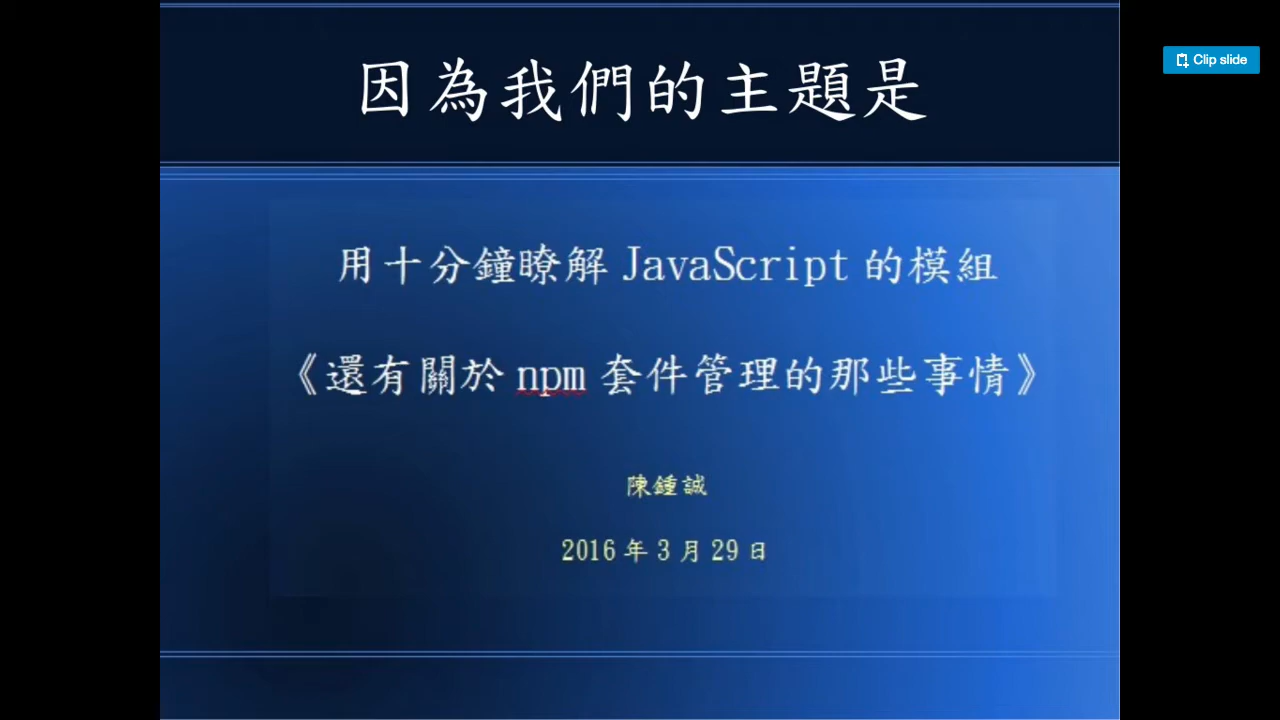 因為我們的主題是
Clip slide
用十分鐘瞭解 JavaScript 的模組
《還有關於 npm 套件管理的那些事情》
陳鍾誠
2016 年 3 月 29 日